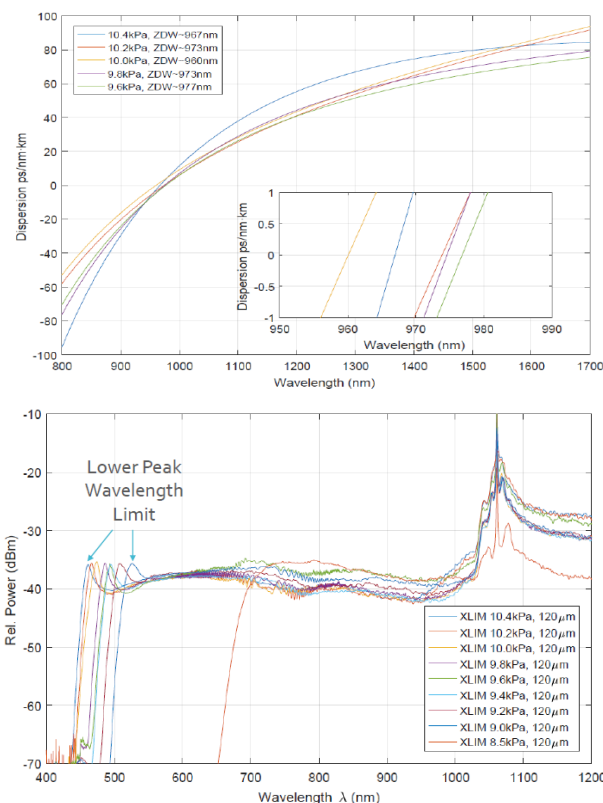 100
80
60
40
20
0
-20
-40
-60
-80
-100
Dispersion ps/nm·km
10.4kPa, ZDW~967nm
10.2kPa, ZDW~973nm
10.0kPa, ZDW~960nm
9.8kPa, ZDW~973nm
9.6kPa, ZDW~977nm
1
0.5
0
-0.5
-1
Dispersion ps/nm·km
950 960 970 980 990
Wavelength (nm)
800 900 1000 1100 1200 1300 1400 1500 1600 1700
Wavelength (nm)
-10
-20
-30
-40
-50
-60
-70
Rel. Power (dBm)
Lower Peak
Wavelength
Limit
XLIM 10.4kPa, 120μm
XLIM 10.2kPa, 120μm
XLIM 10.0kPa, 120μm
XLIM 9.8kPa, 120μm
XLIM 9.6kPa, 120μm
XLIM 9.4kPa, 120μm
XLIM 9.2kPa, 120μm
XLIM 9.0kPa, 120μm
XLIM 8.5kPa, 120μm
400 500 600 700 800 900 1000 1100 1200
Wavelength λ (nm)